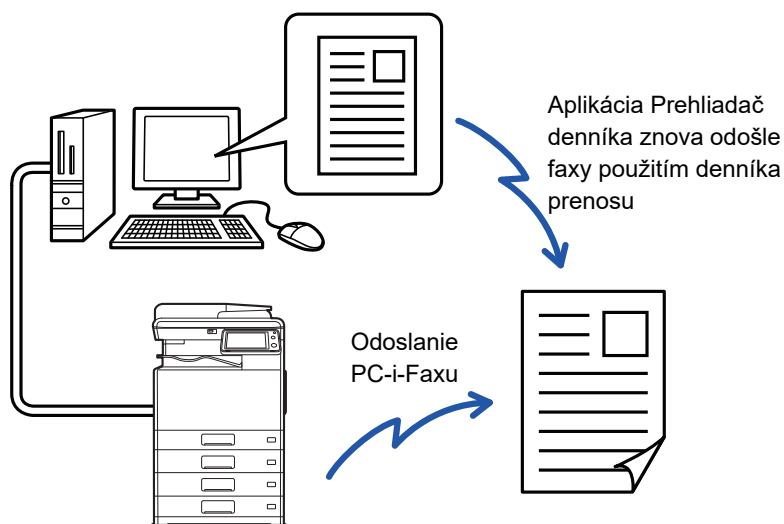 Aplikácia Prehliadač
denníka znova odošle
faxy použitím denníka
prenosu
Odoslanie
PC-i-Faxu